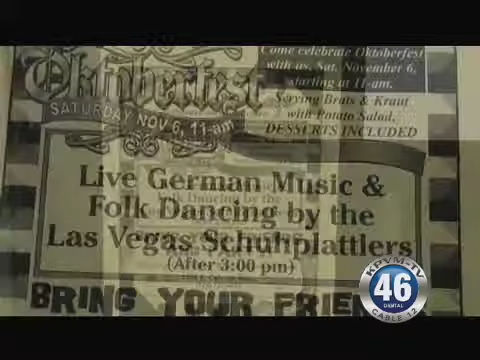 Oktoberfest
SATURDAY NOV 6, 11-am
Come celebrate Oktoberfest
with us, Sat. November 6,
starting at 11-am.
Serving Brats & Kraut
with Potato Salad,
DESSERTS INCLUDED
Live German Music &
Folk Dancing by the
Las Vegas Schuhplattlers
(After 3:00 pm)
BRING YOUR
KPVM-TV
46
DIGITAL
CABLE 12